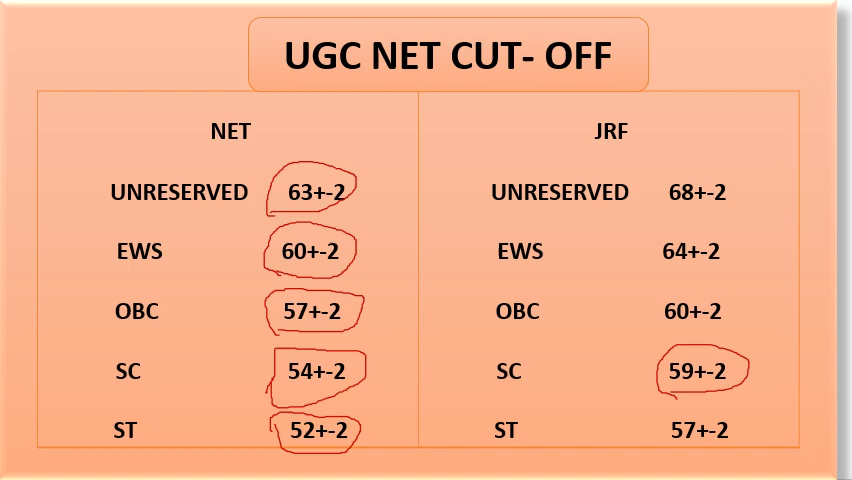 UGC NET CUT- OFF
NET
UNRESERVED 63+-2
EWS 60+-2
OBC 57+-2
SC 54+-2
ST 52+-2
JRF
UNRESERVED 68+-2
EWS 64+-2
OBC 60+-2
SC 59+-2
ST 57+-2